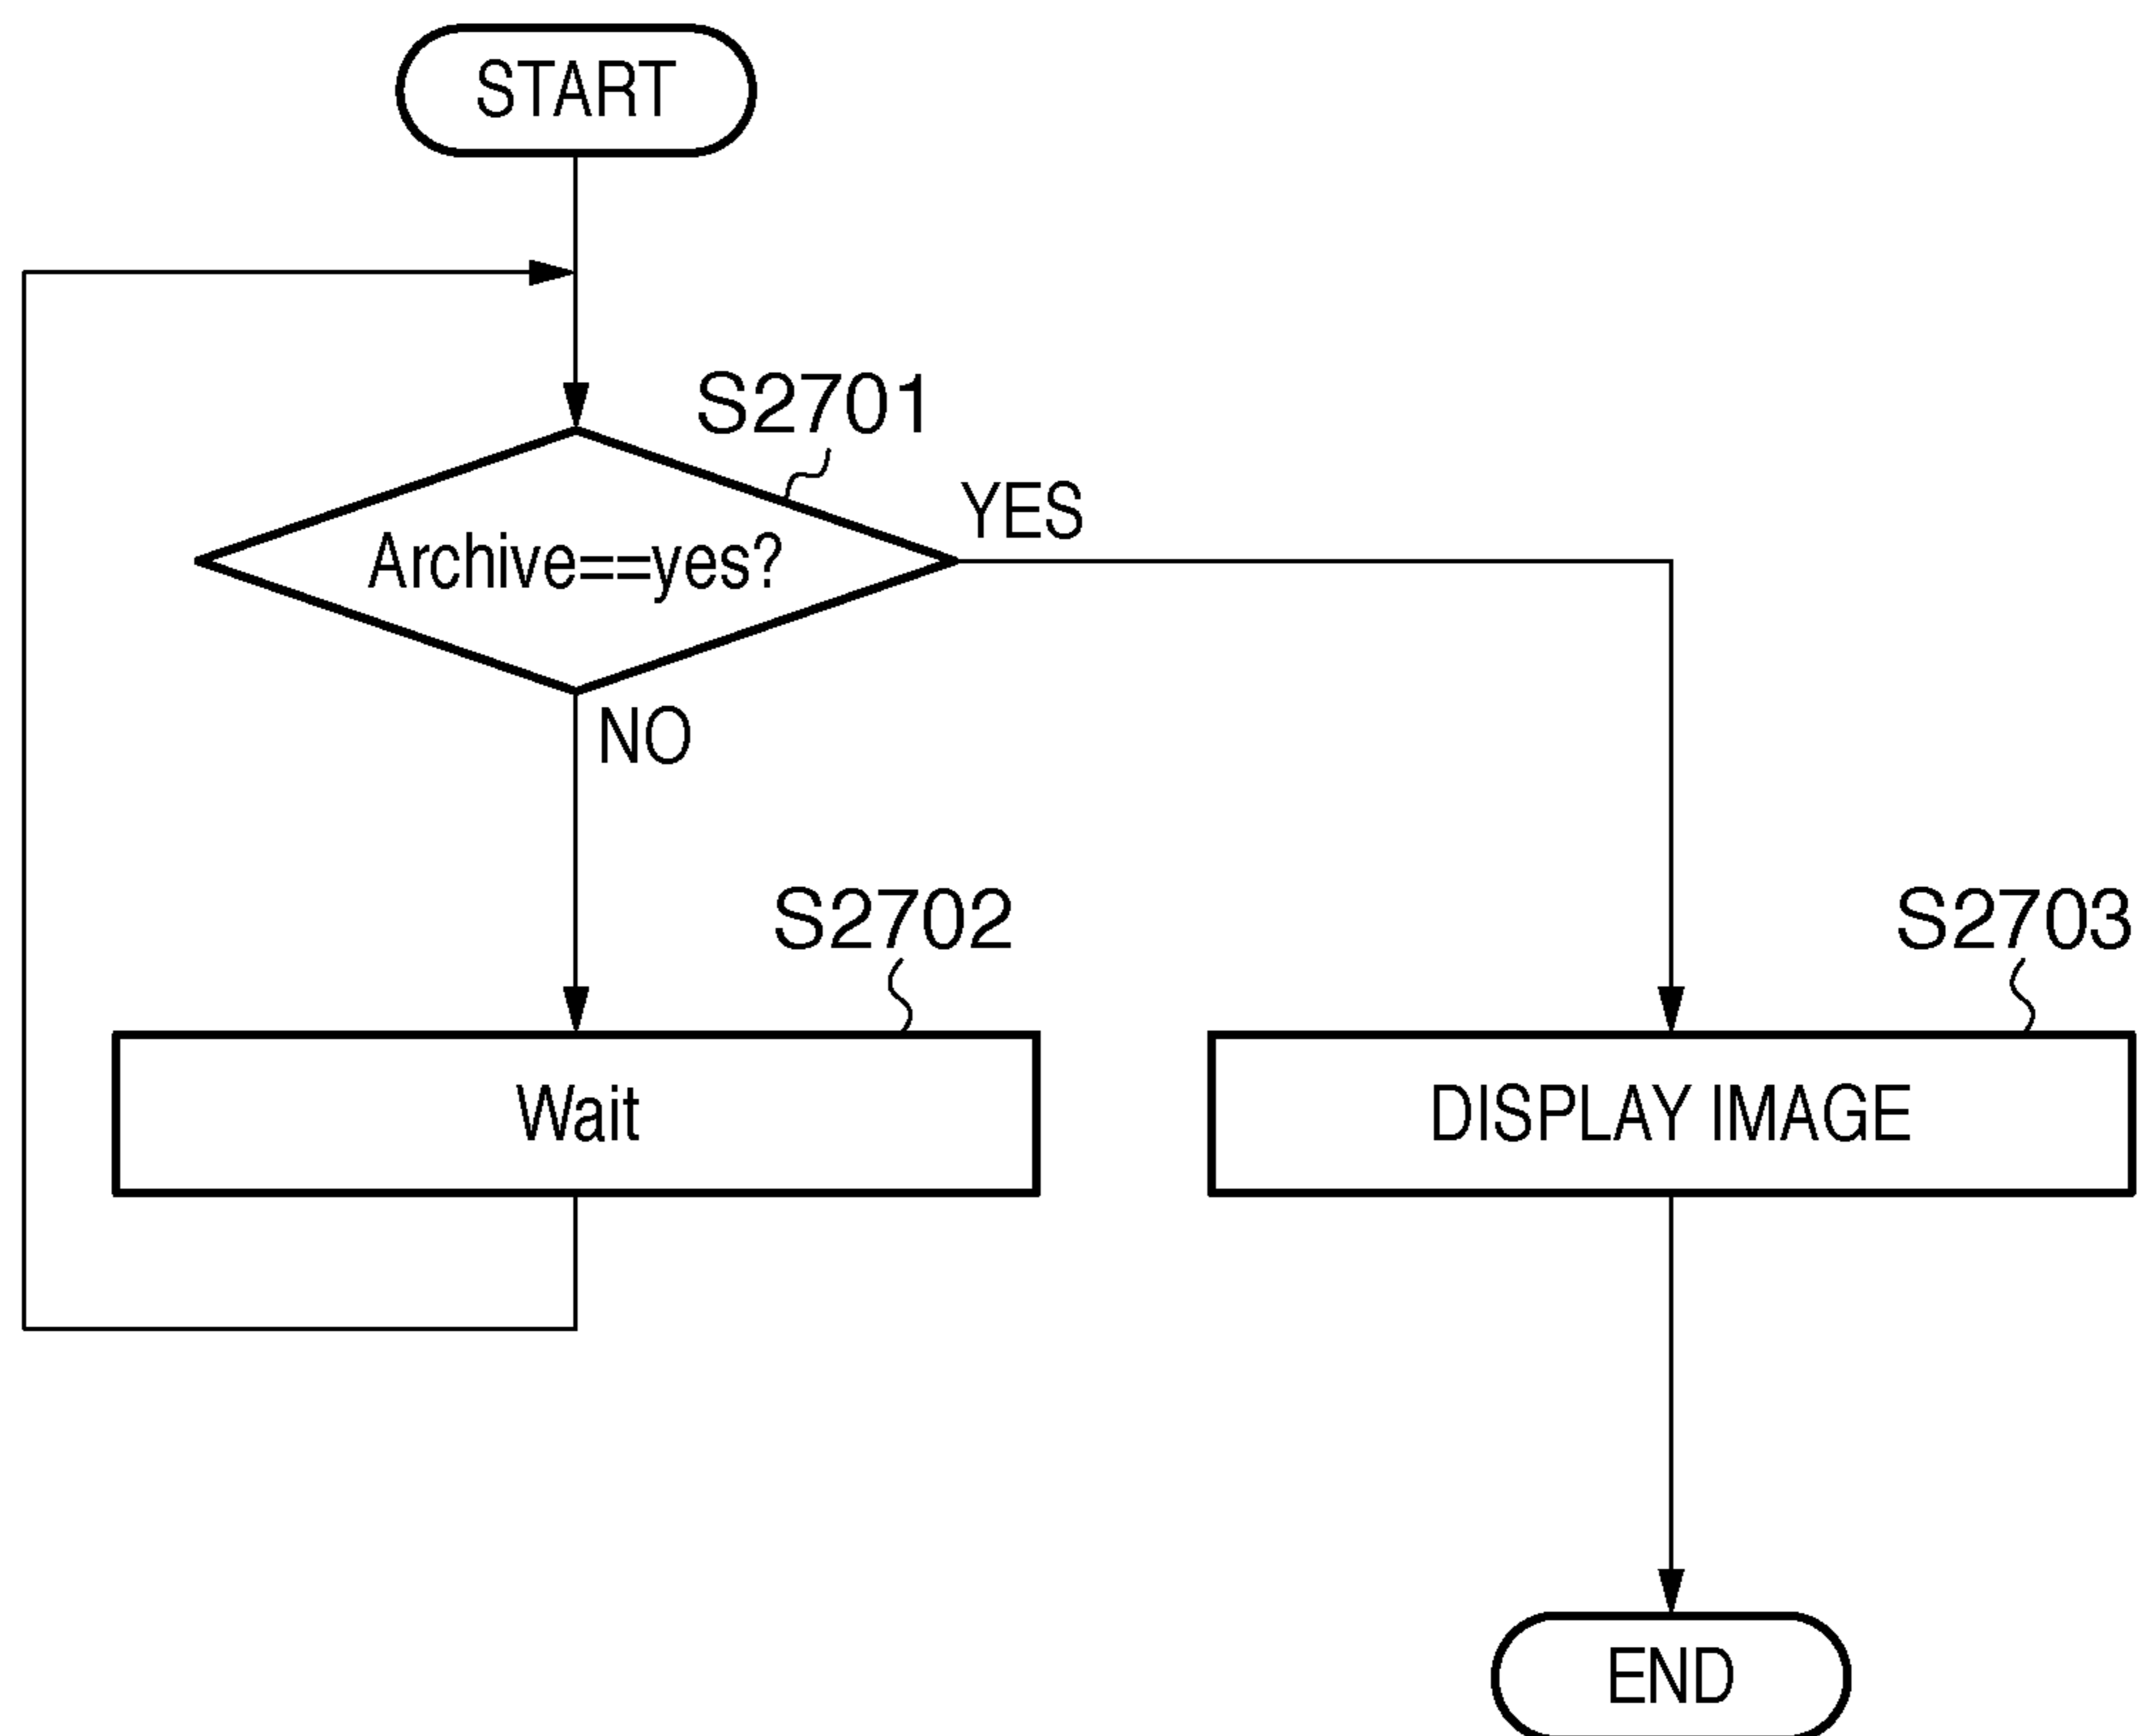 START
S2701
Archive==yes?
YES
NO
S2702
Wait
S2703
DISPLAY IMAGE
END